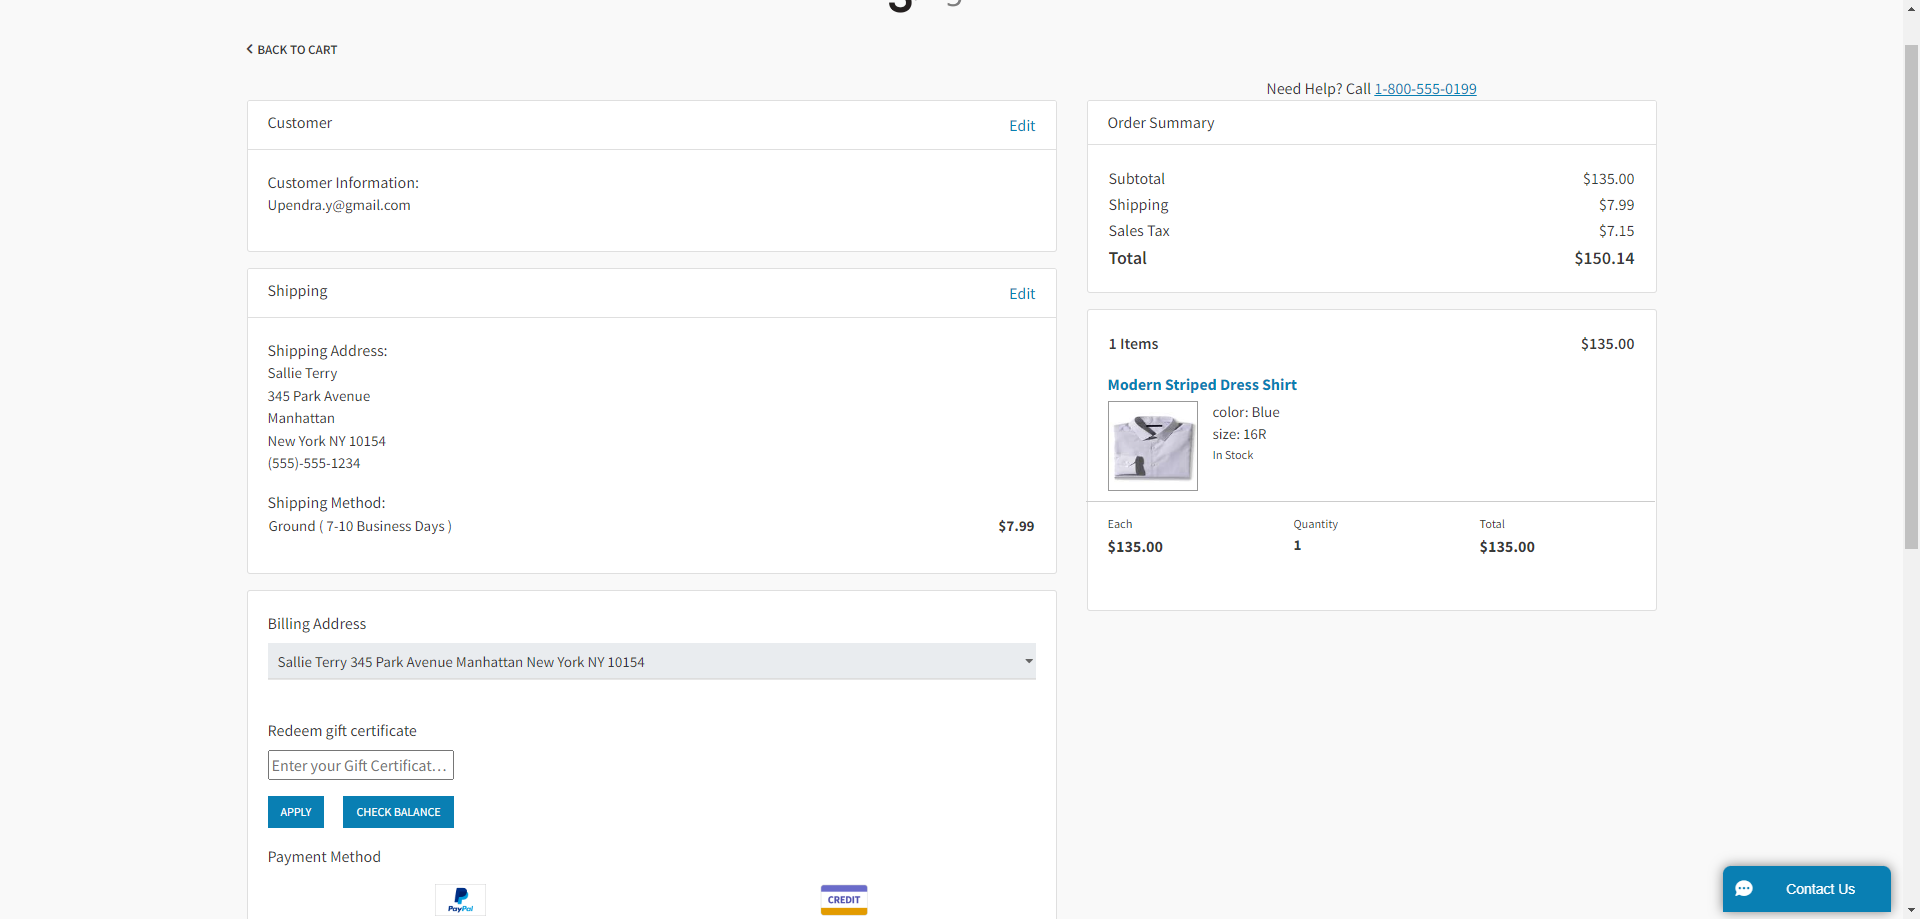 BACK TO CART
Need Help? Call 1-800-555-0199
Customer
Edit
Customer Information:
Upendra.y@gmail.com
Shipping
Edit
Shipping Address:
Sallie Terry
345 Park Avenue
Manhattan
New York NY 10154
(555)-555-1234
Shipping Method:
Ground ( 7-10 Business Days ) $7.99
Billing Address
Sallie Terry 345 Park Avenue Manhattan New York NY 10154
Redeem gift certificate
Enter your Gift Certificat...
APPLY CHECK BALANCE
Payment Method
PayPal CREDIT
Order Summary
Subtotal $135.00
Shipping $7.99
Sales Tax $7.15
Total $150.14
1 Items $135.00
Modern Striped Dress Shirt
color: Blue
size: 16R
In Stock
Each Quantity Total
$135.00 1 $135.00
Contact Us